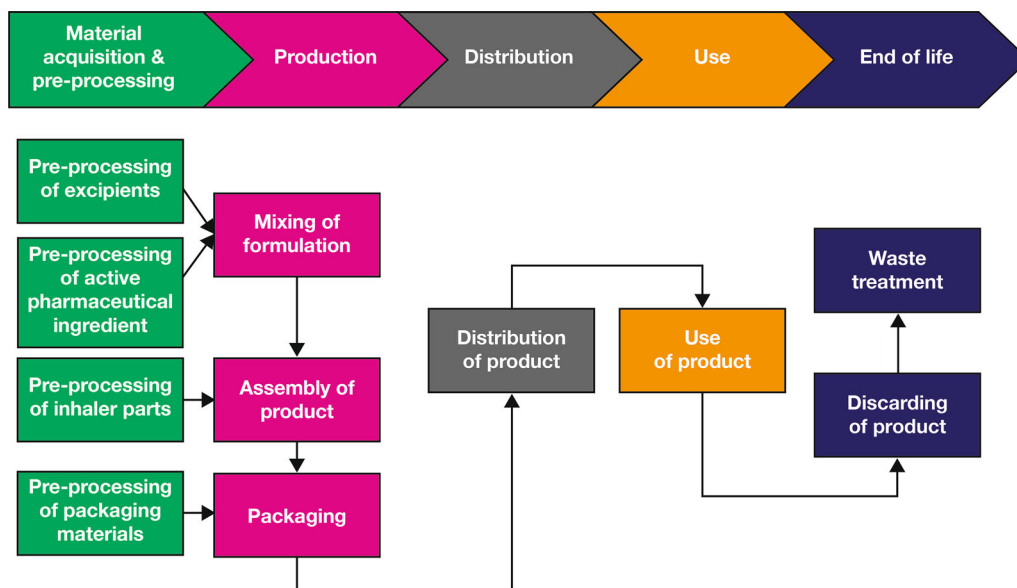 Material
acquisition &
pre-processing
Production
Distribution
Use
End of life
Pre-processing
of excipients
Pre-processing
of active
pharmaceutical
ingredient
Pre-processing
of inhaler parts
Pre-processing
of packaging
materials
Mixing of
formulation
Assembly of
product
Packaging
Distribution
of product
Use
of product
Waste
treatment
Discarding
of product